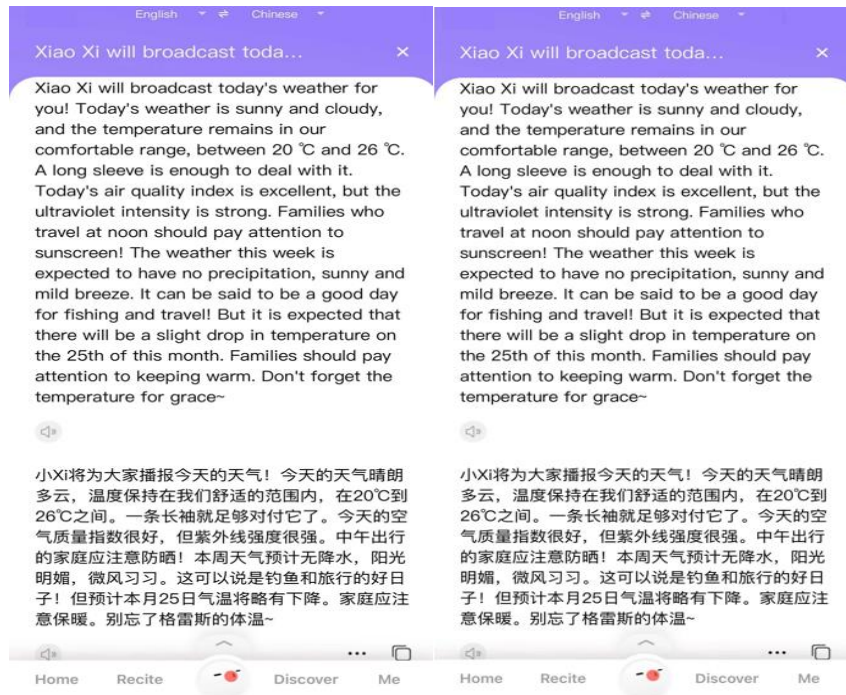 English ⇌ Chinese
Xiao Xi will broadcast toda... ×
Xiao Xi will broadcast today's weather for
you! Today's weather is sunny and cloudy,
and the temperature remains in our
comfortable range, between 20 ℃ and 26 ℃.
A long sleeve is enough to deal with it.
Today's air quality index is excellent, but the
ultraviolet intensity is strong. Families who
travel at noon should pay attention to
sunscreen! The weather this week is
expected to have no precipitation, sunny and
mild breeze. It can be said to be a good day
for fishing and travel! But it is expected that
there will be a slight drop in temperature on
the 25th of this month. Families should pay
attention to keeping warm. Don't forget the
temperature for grace~
小Xi将为大家播报今天的天气！今天的天气晴朗
多云，温度保持在我们舒适的范围内，在20℃到
26℃之间。一条长袖就足够对付它了。今天的空
气质量指数很好，但紫外线强度很强。中午出行
的家庭应注意防晒！本周天气预计无降水，阳光
明媚，微风习习。这可以说是钓鱼和旅行的好日
子！但预计本月25日气温将略有下降。家庭应注
意保暖。别忘了格雷斯的体温~
Home Recite Discover Me
English ⇌ Chinese
Xiao Xi will broadcast toda... ×
Xiao Xi will broadcast today's weather for
you! Today's weather is sunny and cloudy,
and the temperature remains in our
comfortable range, between 20 ℃ and 26 ℃.
A long sleeve is enough to deal with it.
Today's air quality index is excellent, but the
ultraviolet intensity is strong. Families who
travel at noon should pay attention to
sunscreen! The weather this week is
expected to have no precipitation, sunny and
mild breeze. It can be said to be a good day
for fishing and travel! But it is expected that
there will be a slight drop in temperature on
the 25th of this month. Families should pay
attention to keeping warm. Don't forget the
temperature for grace~
小Xi将为大家播报今天的天气！今天的天气晴朗
多云，温度保持在我们舒适的范围内，在20℃到
26℃之间。一条长袖就足够对付它了。今天的空
气质量指数很好，但紫外线强度很强。中午出行
的家庭应注意防晒！本周天气预计无降水，阳光
明媚，微风习习。这可以说是钓鱼和旅行的好日
子！但预计本月25日气温将略有下降。家庭应注
意保暖。别忘了格雷斯的体温~
Home Recite Discover Me